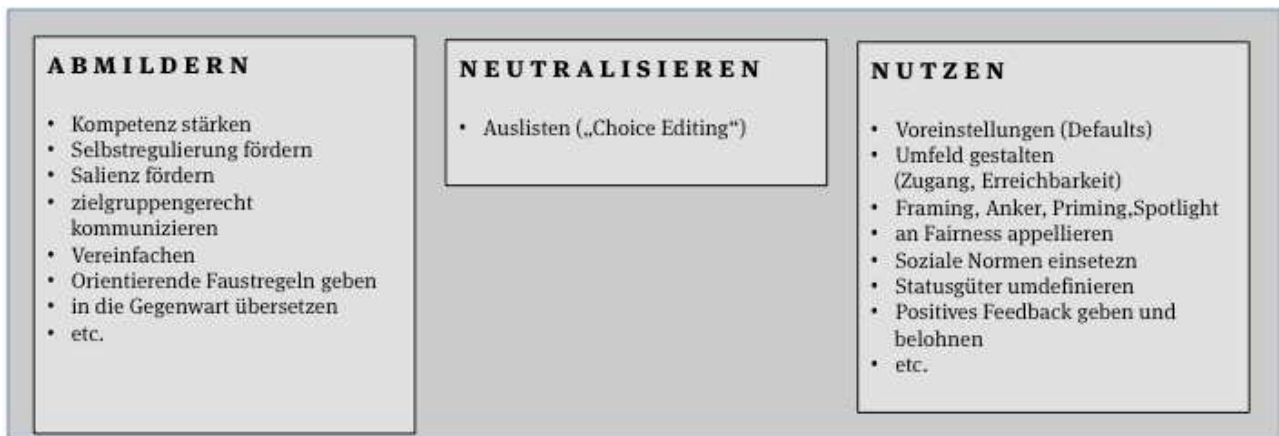 ABMILDERN
• Kompetenz stärken
• Selbstregulierung fördern
• Salienz fördern
• zielgruppengerecht
kommunizieren
• Vereinfachen
• Orientierende Faustregeln geben
• in die Gegenwart übersetzen
• etc.
NEUTRALISIEREN
• Auslisten („Choice Editing“)
NUTZEN
• Voreinstellungen (Defaults)
• Umfeld gestalten
(Zugang, Erreichbarkeit)
• Framing, Anker, Priming,Spotlight
• an Fairness appellieren
• Soziale Normen einsetezn
• Statusgüter umdefinieren
• Positives Feedback geben und
belohnen
• etc.